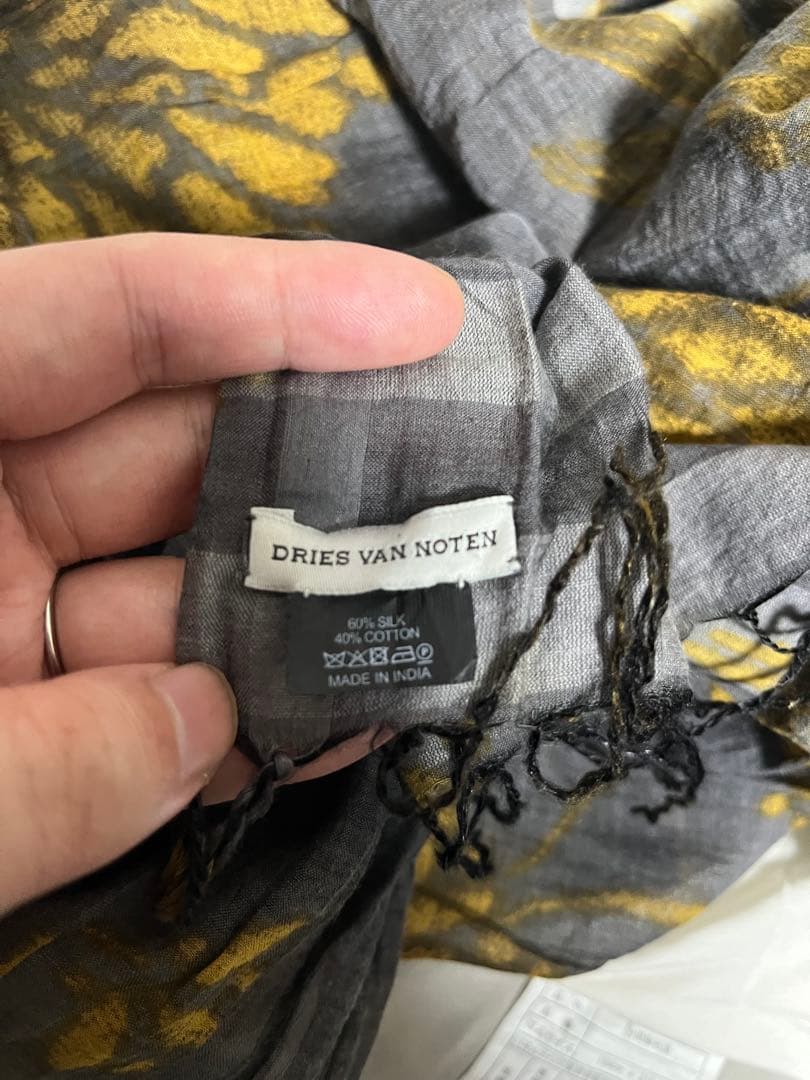 DRIES VAN NOTEN
60% SILK
40% COTTON
MADE IN INDIA